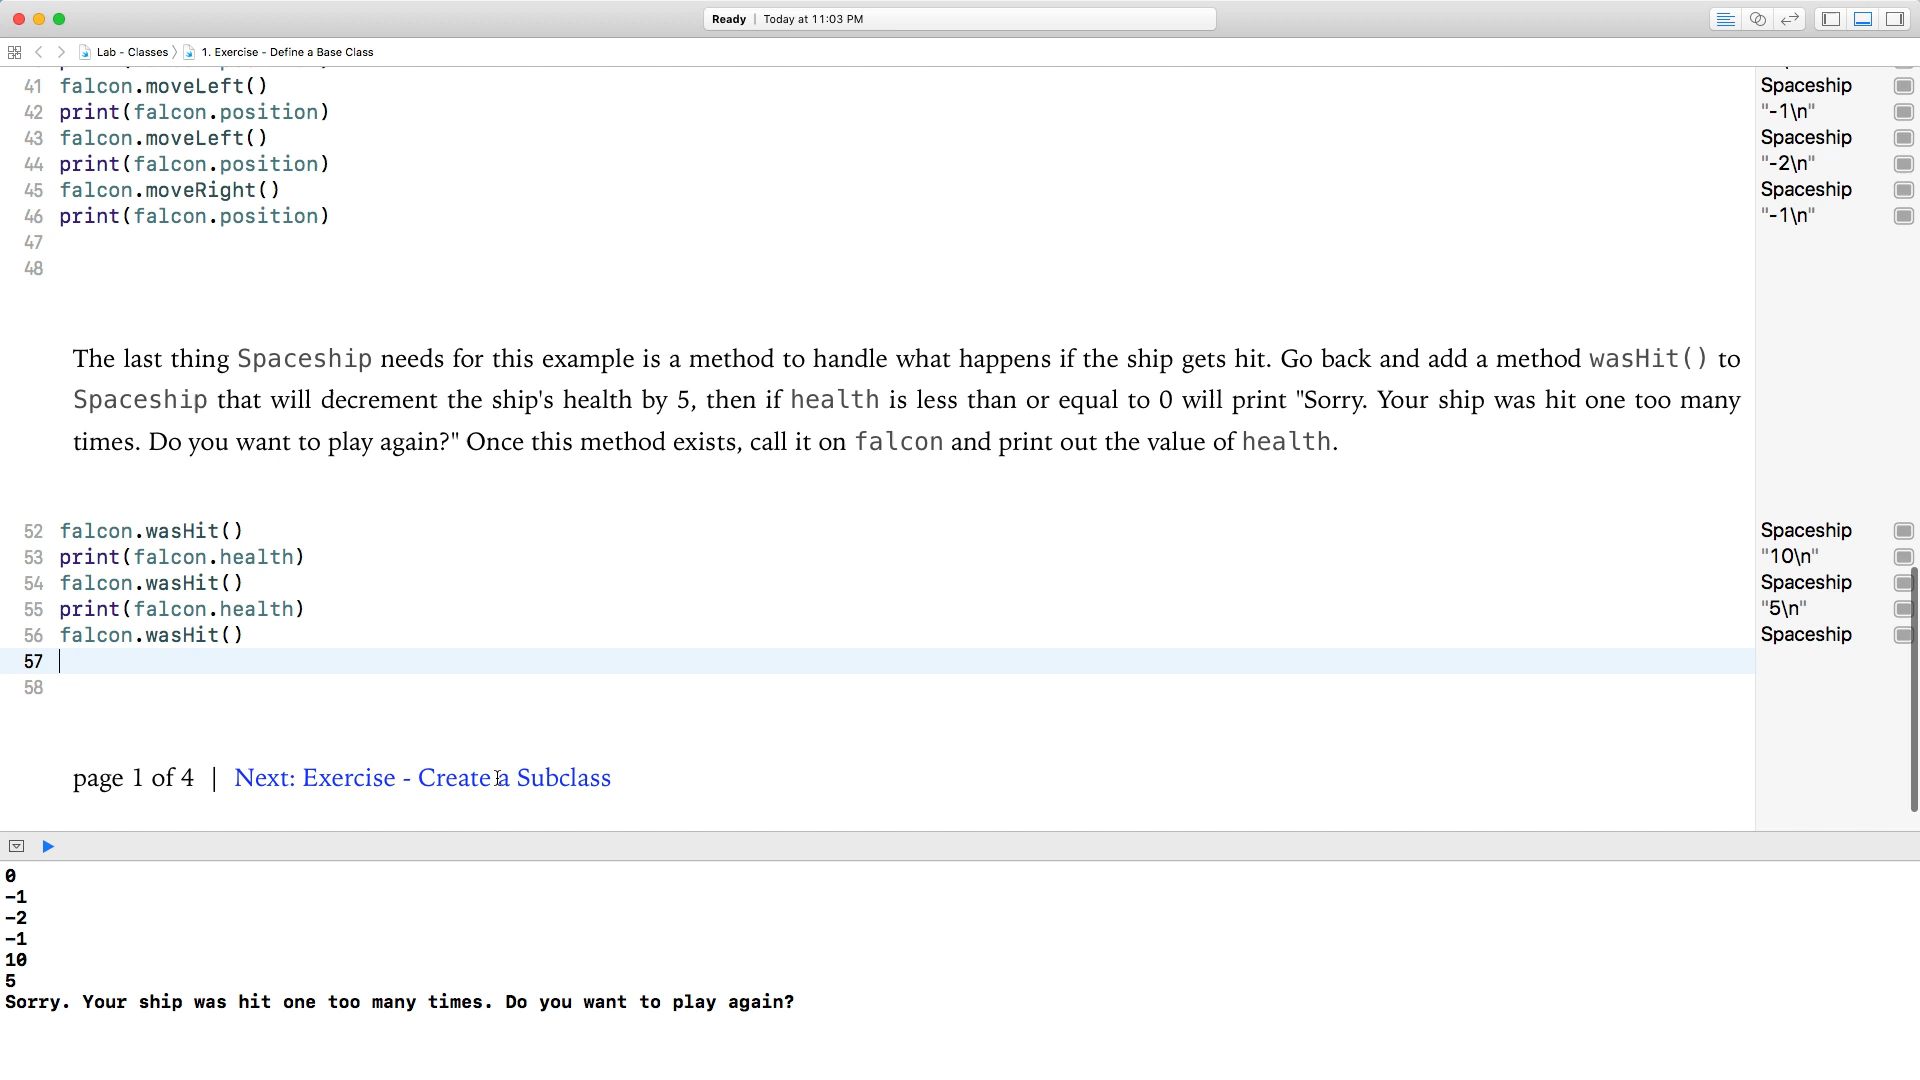 Ready | Today at 11:03 PM
Lab - Classes 〉 1. Exercise - Define a Base Class
41 falcon.moveLeft() Spaceship
42 print(falcon.position) "-1\n"
43 falcon.moveLeft() Spaceship
44 print(falcon.position) "-2\n"
45 falcon.moveRight() Spaceship
46 print(falcon.position) "-1\n"
47
48
The last thing Spaceship needs for this example is a method to handle what happens if the ship gets hit. Go back and add a method wasHit() to
Spaceship that will decrement the ship's health by 5, then if health is less than or equal to 0 will print "Sorry. Your ship was hit one too many
times. Do you want to play again?" Once this method exists, call it on falcon and print out the value of health.
52 falcon.wasHit() Spaceship
53 print(falcon.health) "10\n"
54 falcon.wasHit() Spaceship
55 print(falcon.health) "5\n"
56 falcon.wasHit() Spaceship
57
58
page 1 of 4 | Next: Exercise - Create a Subclass
0
-1
-2
-1
10
5
Sorry. Your ship was hit one too many times. Do you want to play again?